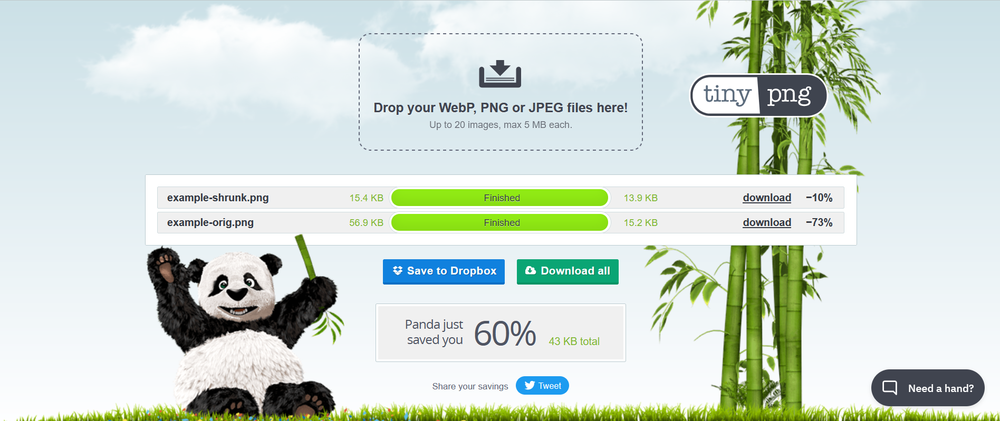 Drop your WebP, PNG or JPEG files here!
Up to 20 images, max 5 MB each.
tiny png
example-shrunk.png 15.4 KB Finished 13.9 KB download −10%
example-orig.png 56.9 KB Finished 15.2 KB download −73%
Save to Dropbox Download all
Panda just
saved you 60% 43 KB total
Share your savings Tweet
Need a hand?